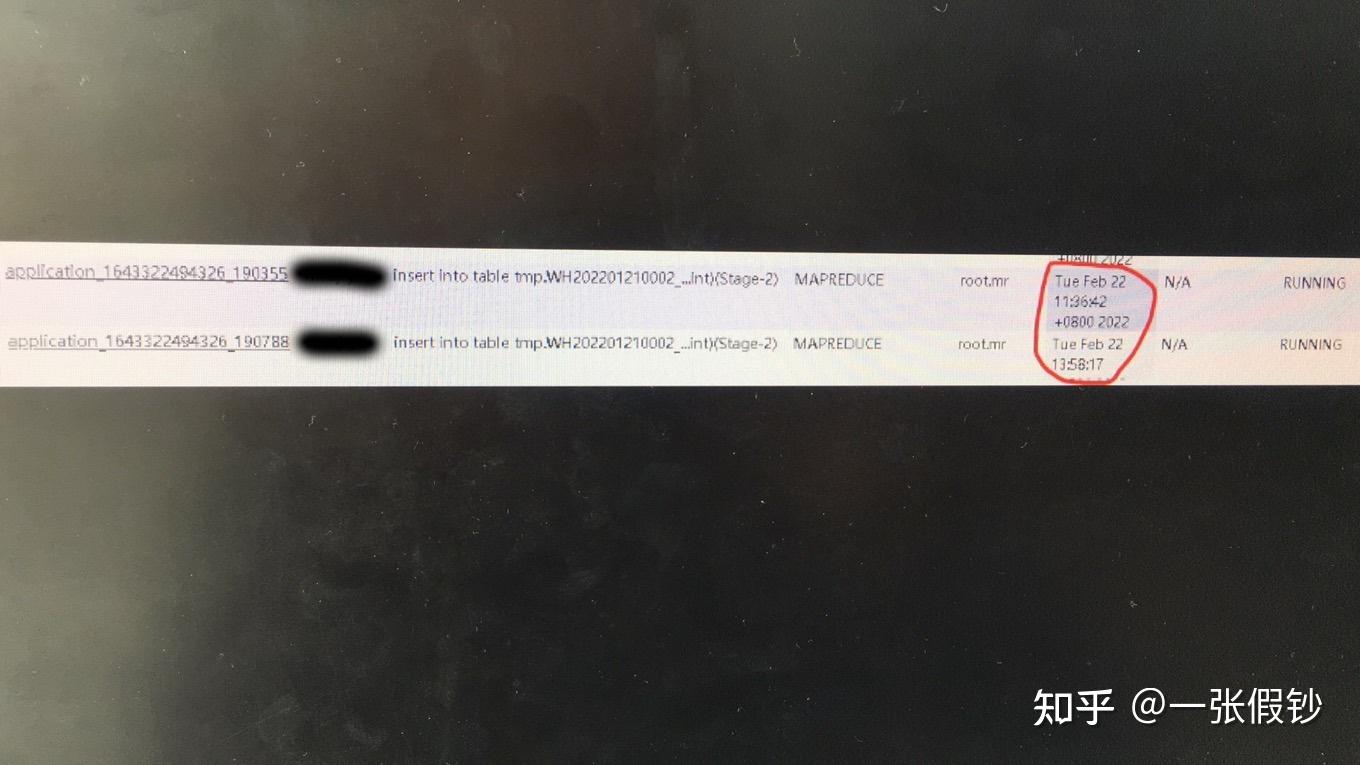 +0800 2022
application_1643322494326_190355 insert into table tmp.WH202201210002_...int)(Stage-2) MAPREDUCE root.mr Tue Feb 22 N/A RUNNING
11:36:42
+0800 2022
application_1643322494326_190788 insert into table tmp.WH202201210002_...int)(Stage-2) MAPREDUCE root.mr Tue Feb 22 N/A RUNNING
13:58:17
知乎 @一张假钞